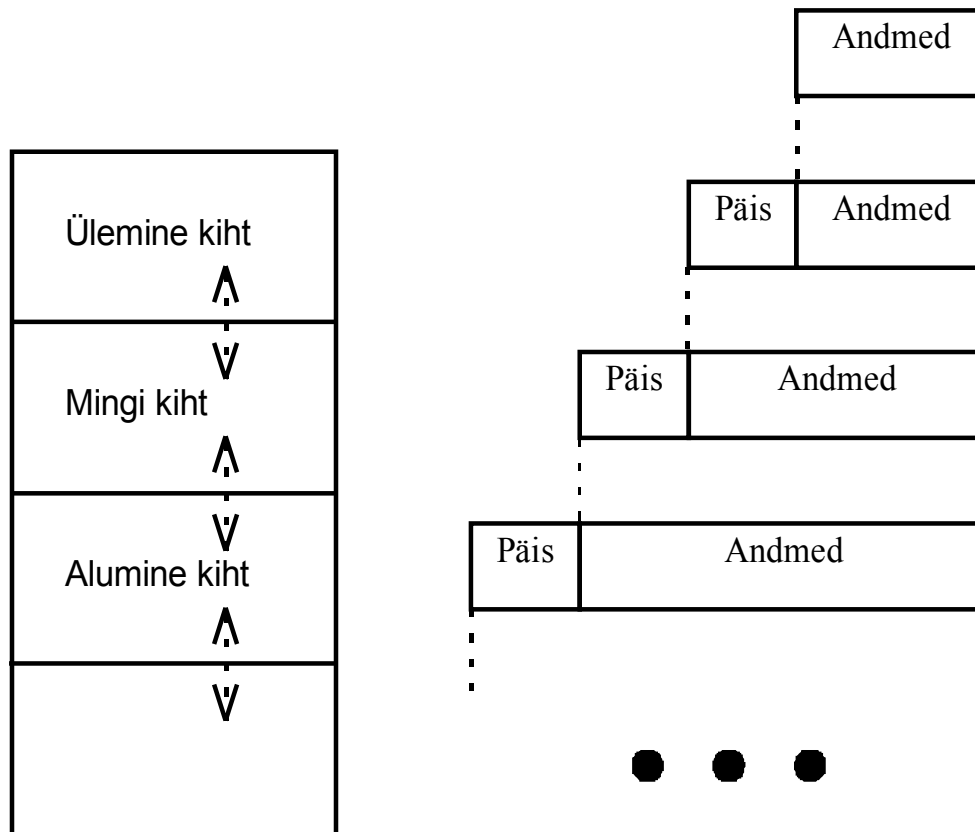 Andmed
Päis Andmed
Ülemine kiht
Päis Andmed
Mingi kiht
Päis Andmed
Alumine kiht